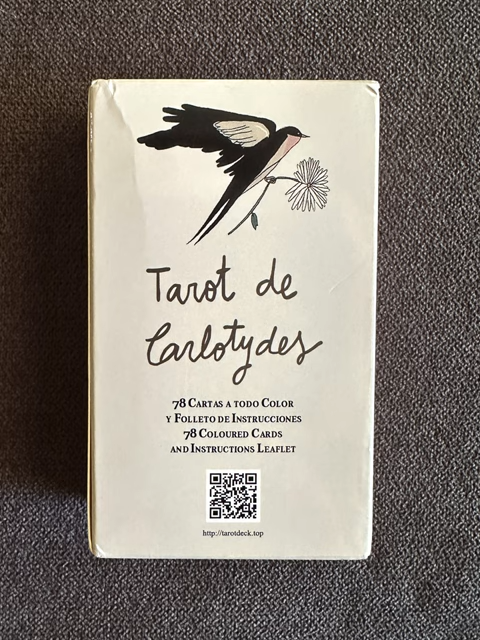 Tarot de
Carlotydes
78 Cartas a todo Color
y Folleto de Instrucciones
78 Coloured Cards
and Instructions Leaflet
http://tarotdeck.top